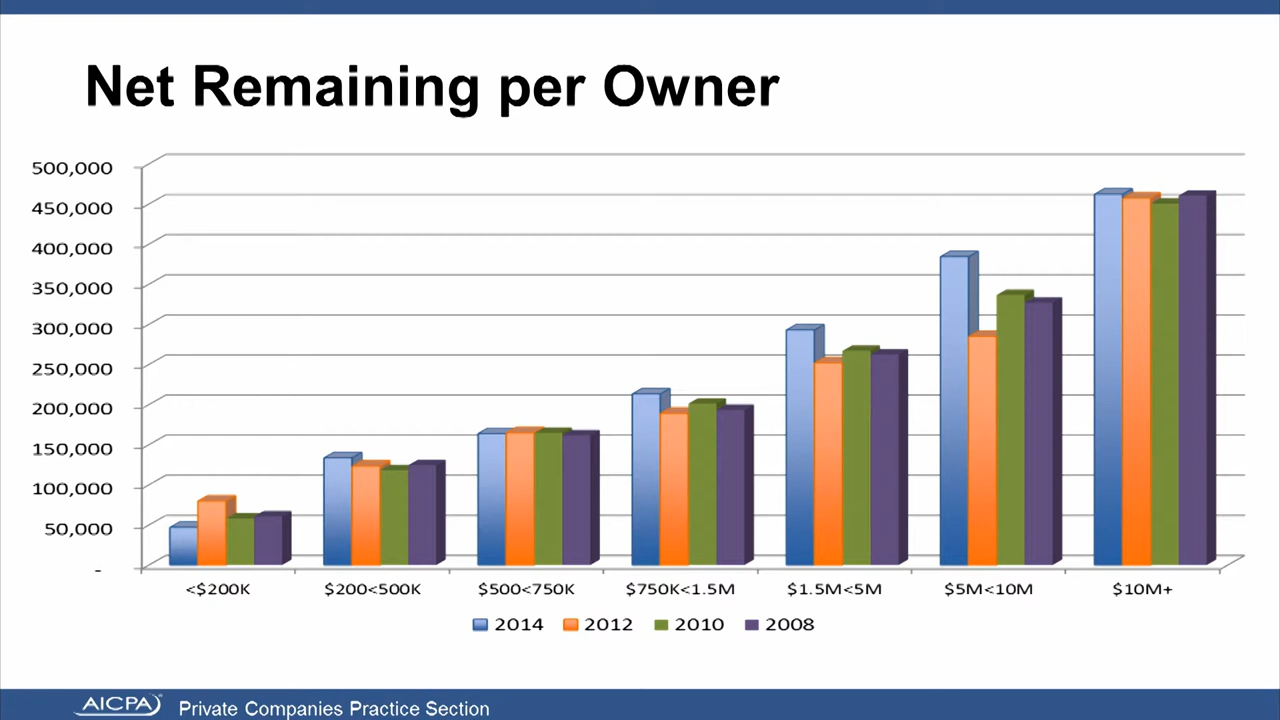 Net Remaining per Owner
500,000
450,000
400,000
350,000
300,000
250,000
200,000
150,000
100,000
50,000
-
<$200K $200<500K $500<750K $750K<1.5M $1.5M<5M $5M<10M $10M+
2014 2012 2010 2008
AICPA Private Companies Practice Section